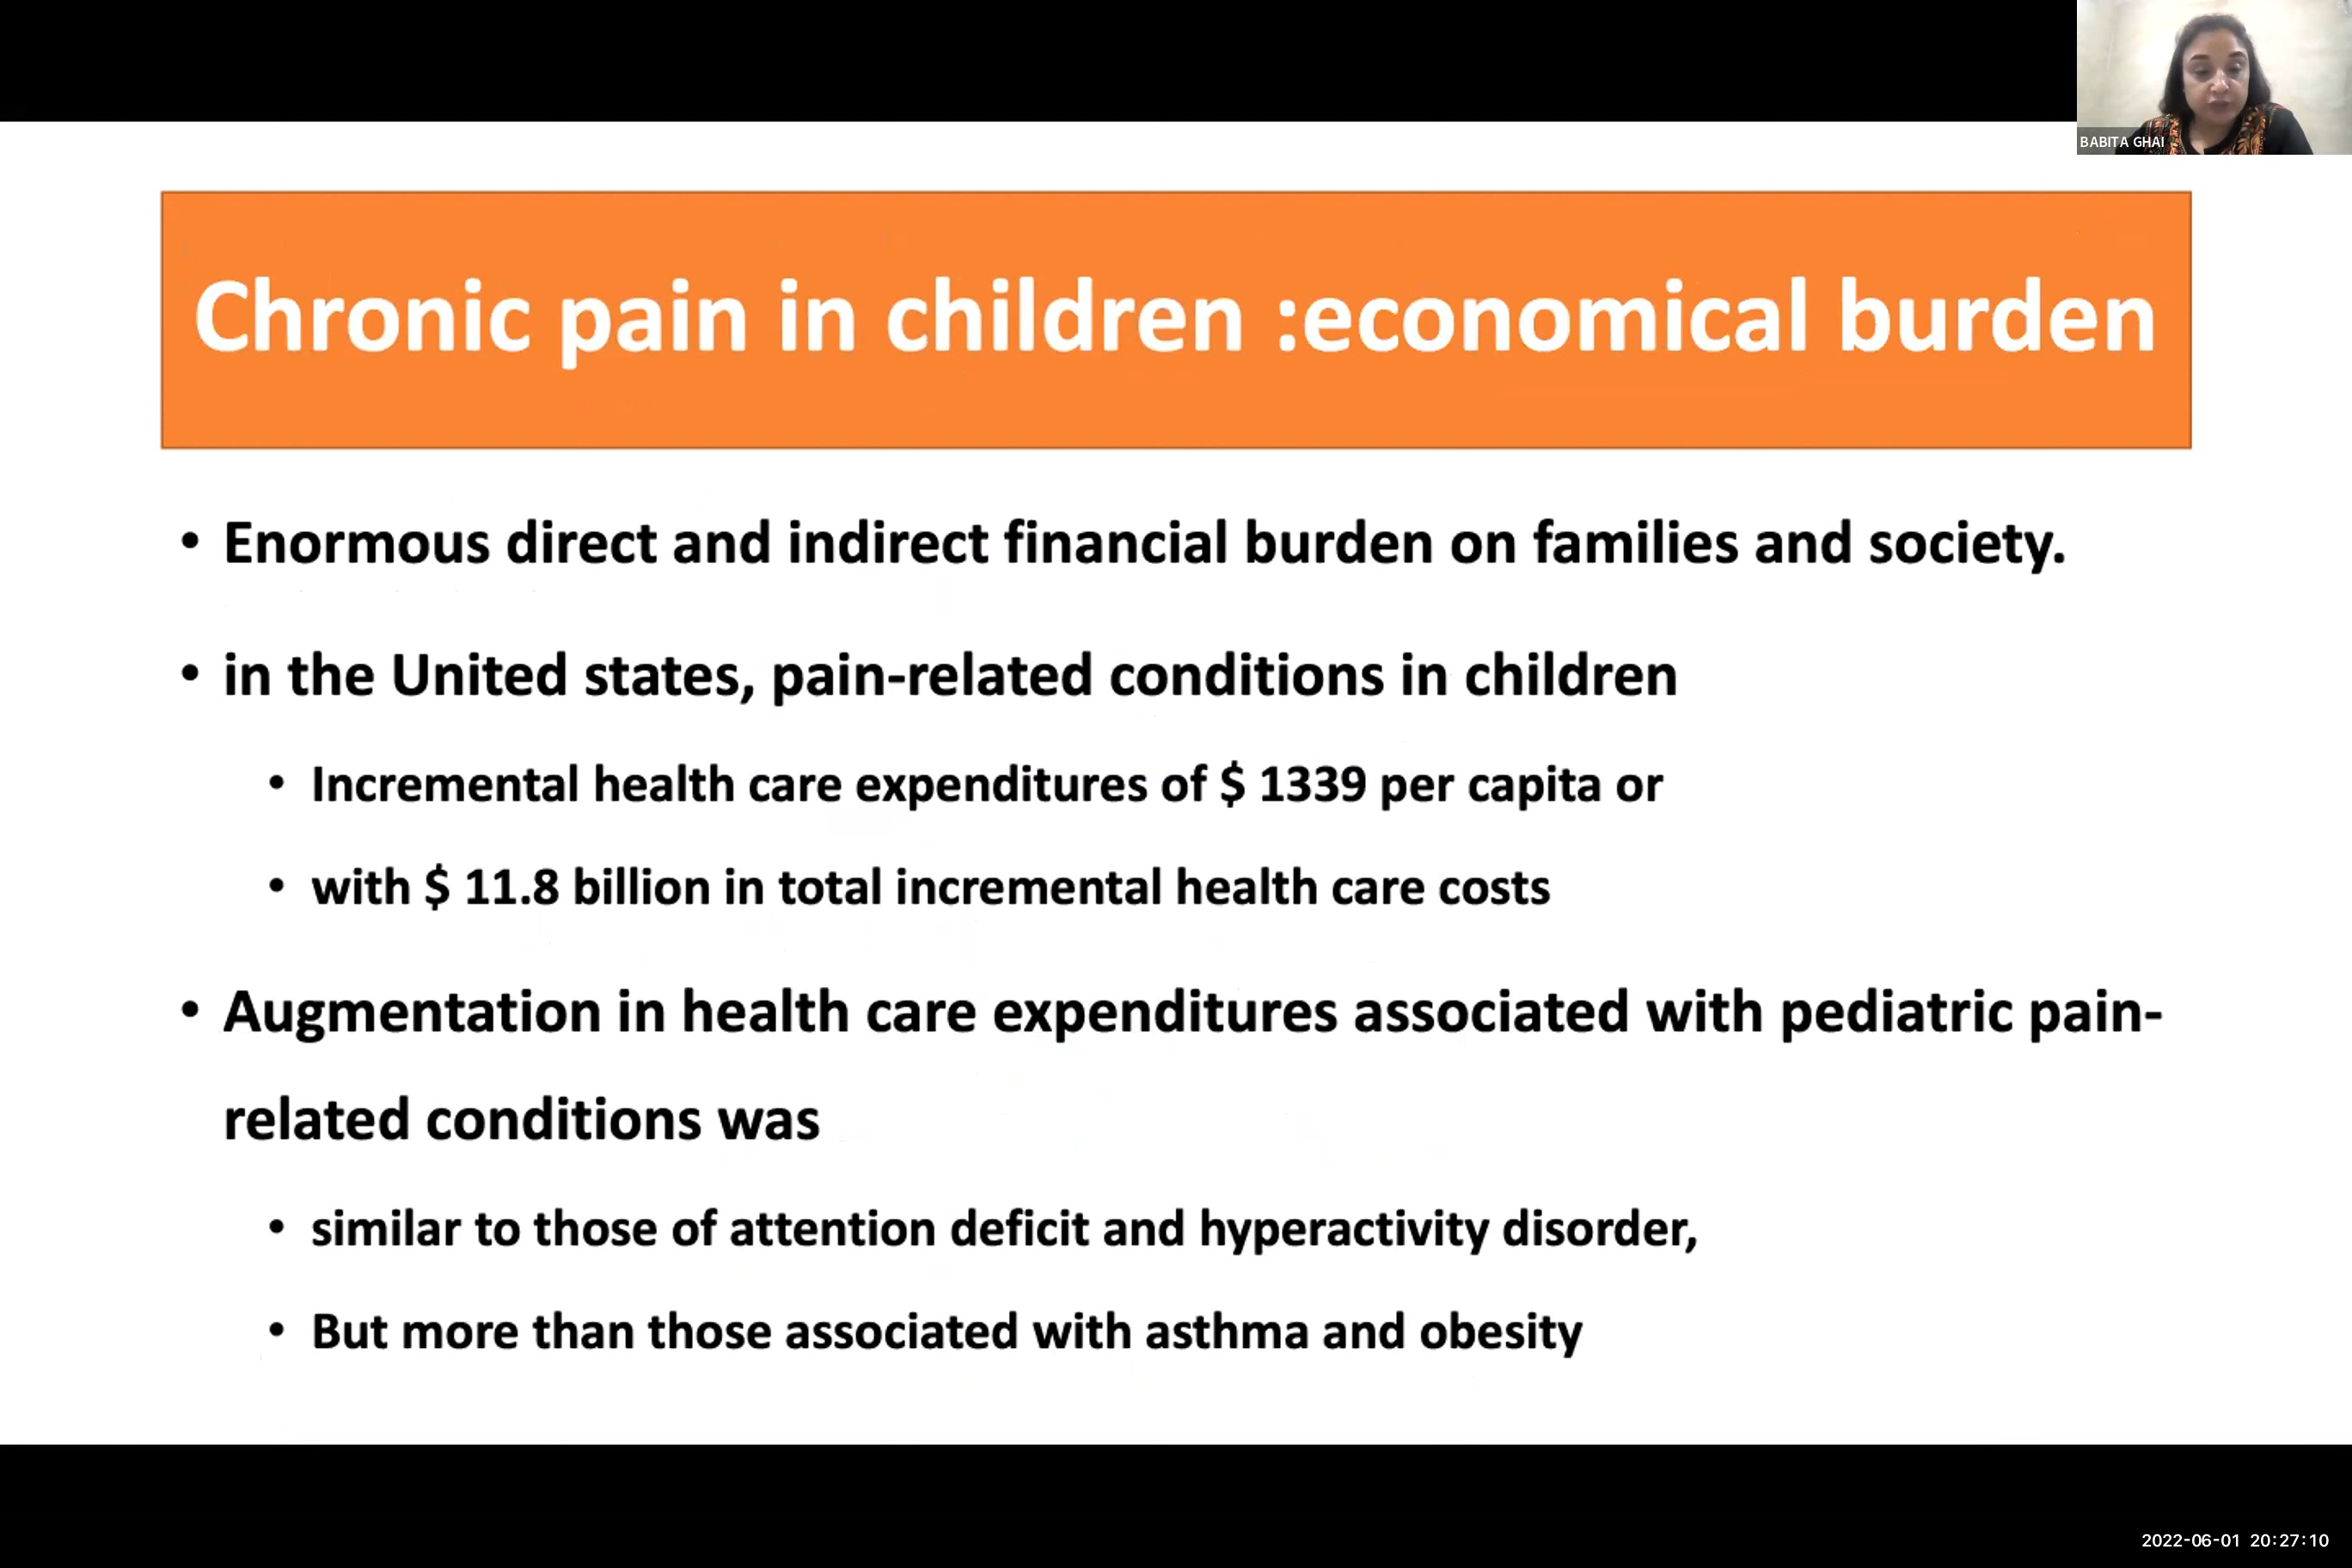 BABITA GHAI
Chronic pain in children :economical burden
• Enormous direct and indirect financial burden on families and society.
• in the United states, pain-related conditions in children
• Incremental health care expenditures of $ 1339 per capita or
• with $ 11.8 billion in total incremental health care costs
• Augmentation in health care expenditures associated with pediatric pain-
related conditions was
• similar to those of attention deficit and hyperactivity disorder,
• But more than those associated with asthma and obesity
2022-06-01 20:27:10